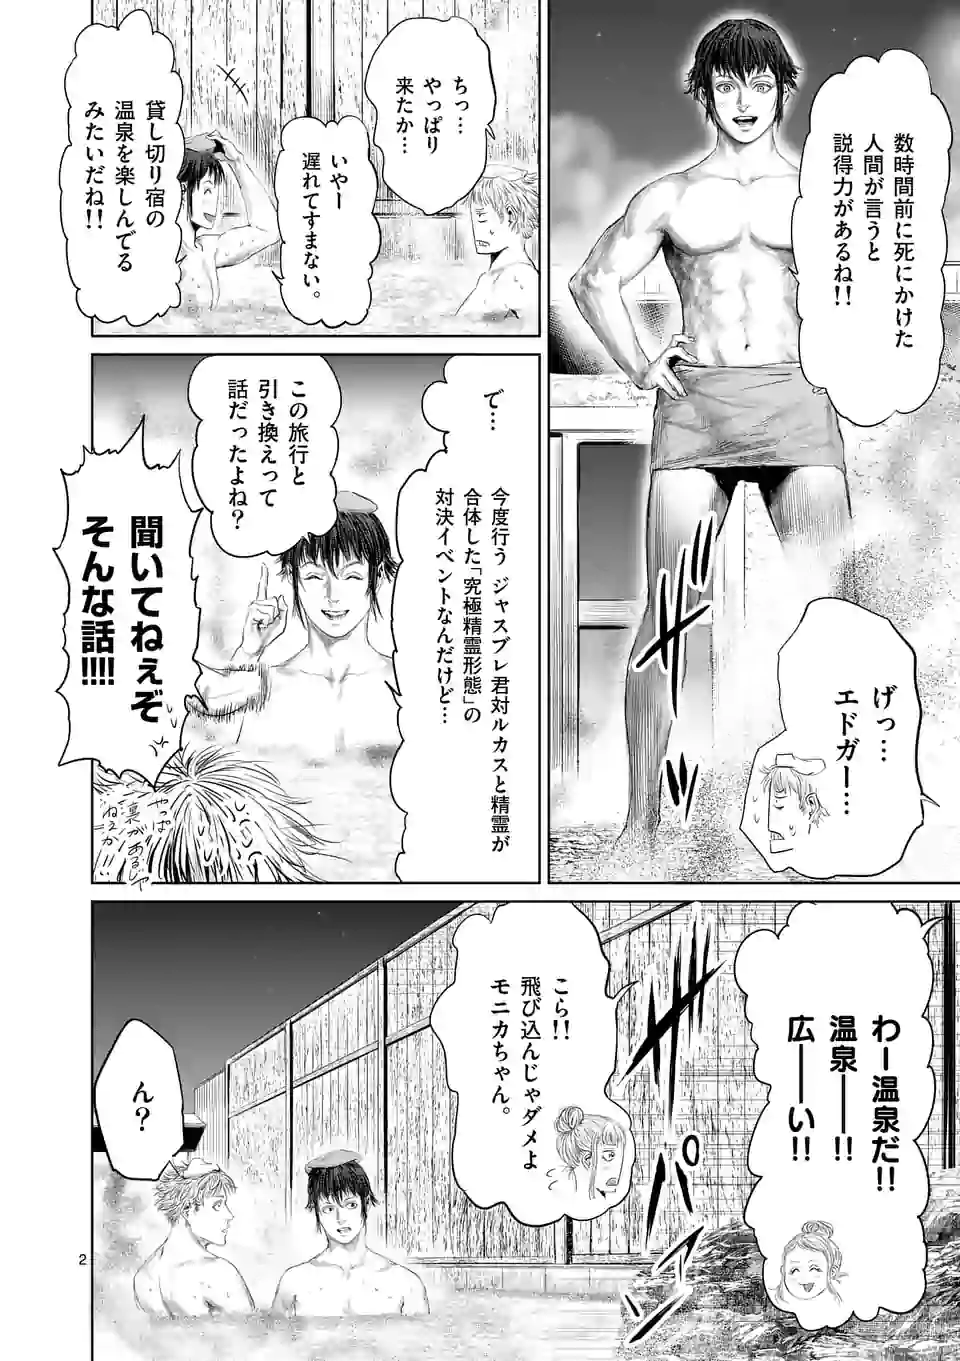 数時間前に死にかけた
人間が言うと
説得力があるね!!
げっ…
エドガー…
ちっ…
やっぱり
来たか…
いやー
遅れてすまない。
貸し切り宿の
温泉を楽しんでる
みたいだね!!
で…
今度行う ジャスブレ君対ルカスと精霊が
合体した「究極精霊形態」の
対決イベントなんだけど…
この旅行と
引き換えって
話だったよね?
聞いてねぇぞ
そんな話!!!!
やっぱ
裏があるじゃ
ねぇか!!
わー温泉だ!!
温泉――!!
広――い!!
こら!!
飛び込んじゃダメよ
モニカちゃん。
ん?
2